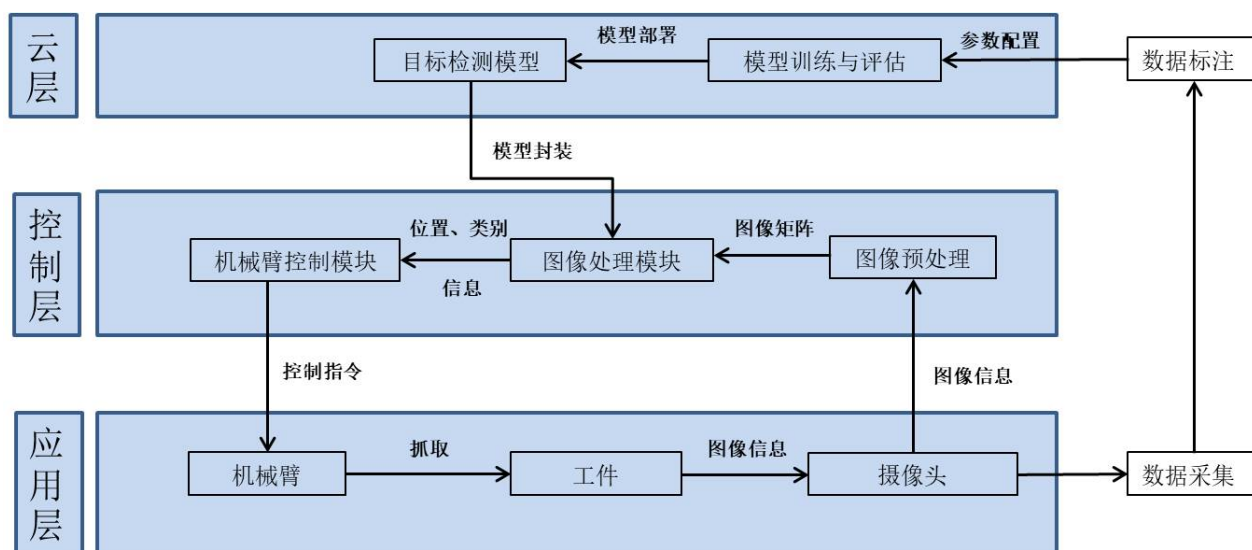 云层
模型部署
参数配置
目标检测模型
模型训练与评估
数据标注
模型封装
控制层
位置、类别
图像矩阵
机械臂控制模块
图像处理模块
图像预处理
信息
控制指令
图像信息
应用层
抓取
图像信息
机械臂
工件
摄像头
数据采集